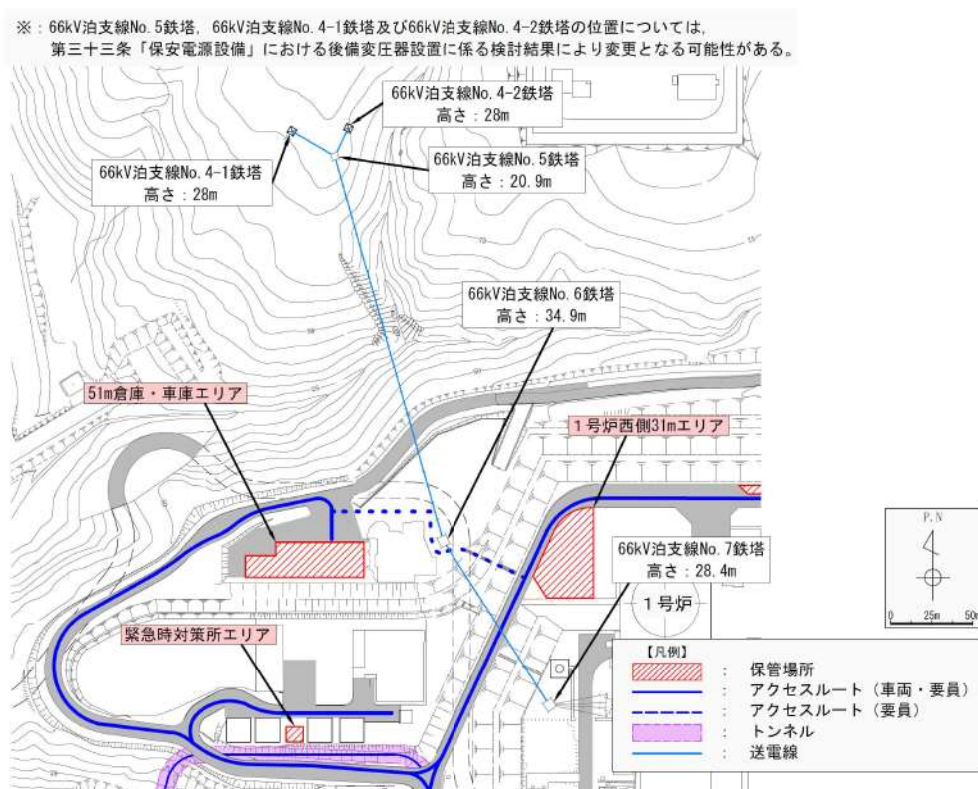 ※：66kV泊支線No.5鉄塔，66kV泊支線No.4-1鉄塔及び66kV泊支線No.4-2鉄塔の位置については，
第三十三条「保安電源設備」における後備変圧器設置に係る検討結果により変更となる可能性がある。
66kV泊支線No.4-2鉄塔
高さ：28m
66kV泊支線No.4-1鉄塔
高さ：28m
66kV泊支線No.5鉄塔
高さ：20.9m
66kV泊支線No.6鉄塔
高さ：34.9m
51m倉庫・車庫エリア
１号炉西側31mエリア
66kV泊支線No.7鉄塔
高さ：28.4m
P.N
0 25m 50m
１号炉
緊急時対策所エリア
【凡例】
： 保管場所
： アクセスルート（車両・要員）
： アクセスルート（要員）
： トンネル
： 送電線